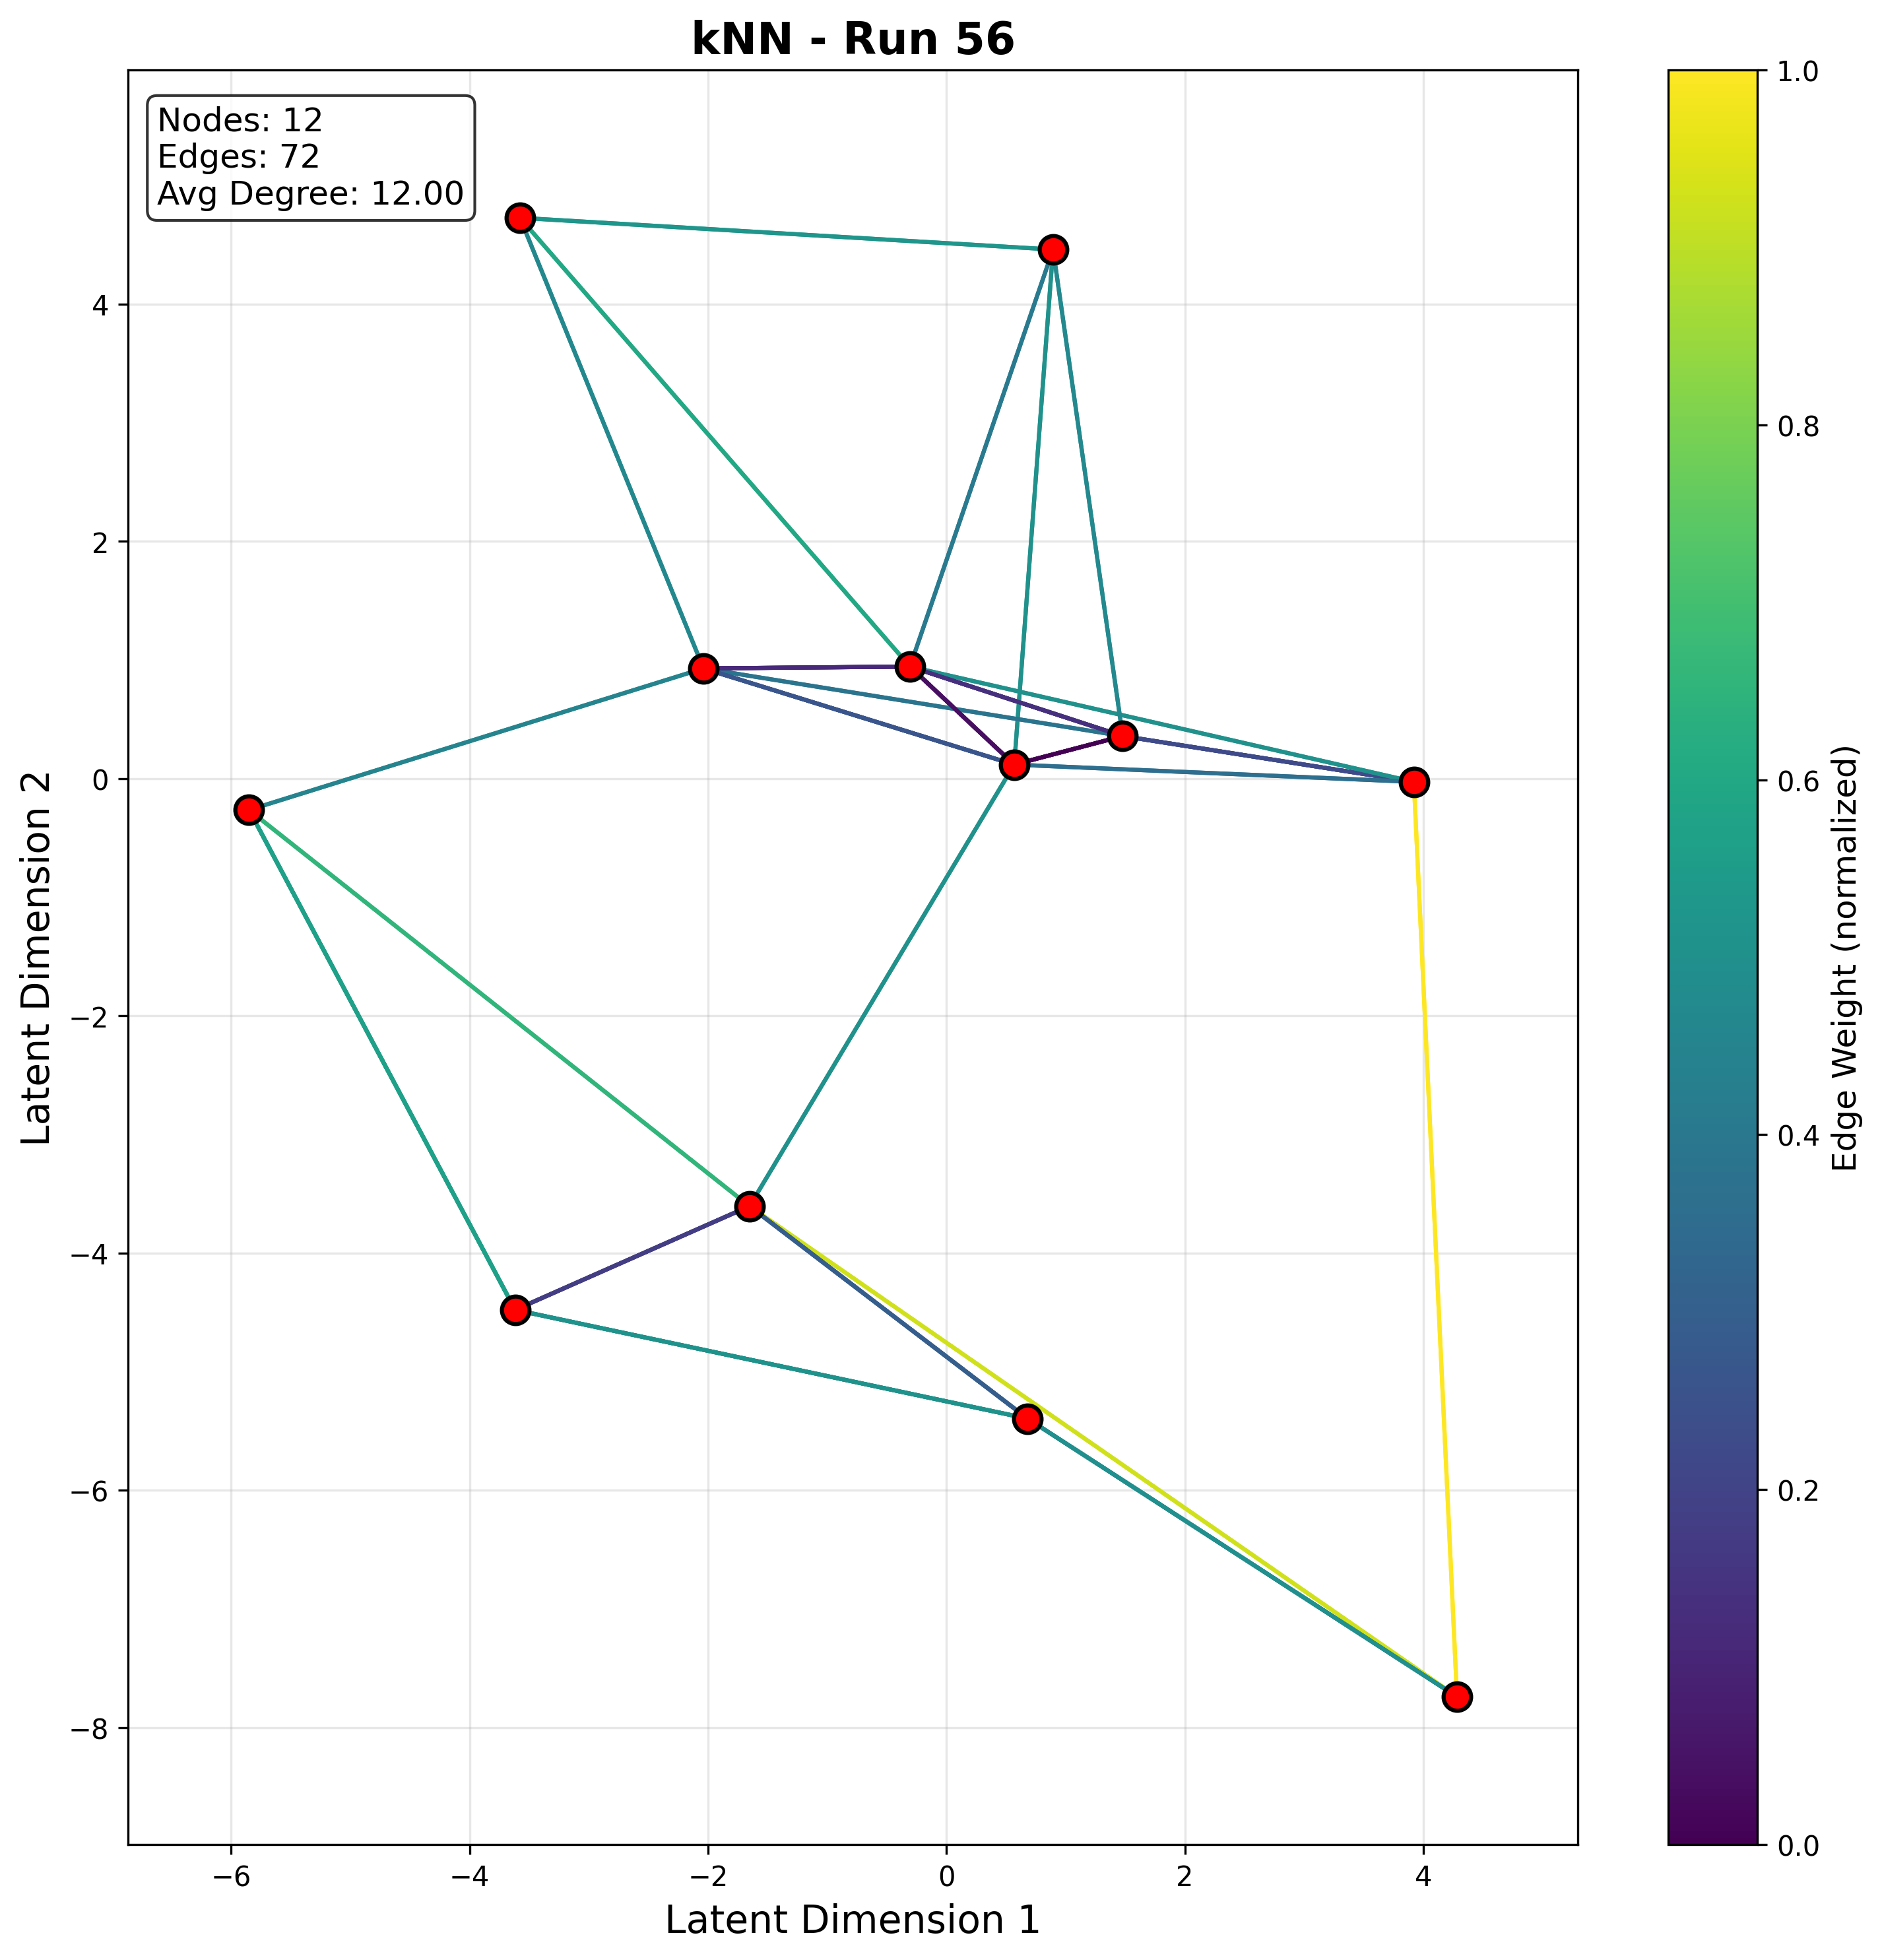 kNN - Run 56
Nodes: 12
Edges: 72
Avg Degree: 12.00
4
2
0
−2
−4
−6
−8
Latent Dimension 2
−6
−4
−2
0
2
4
Latent Dimension 1
1.0
0.8
0.6
0.4
0.2
0.0
Edge Weight (normalized)